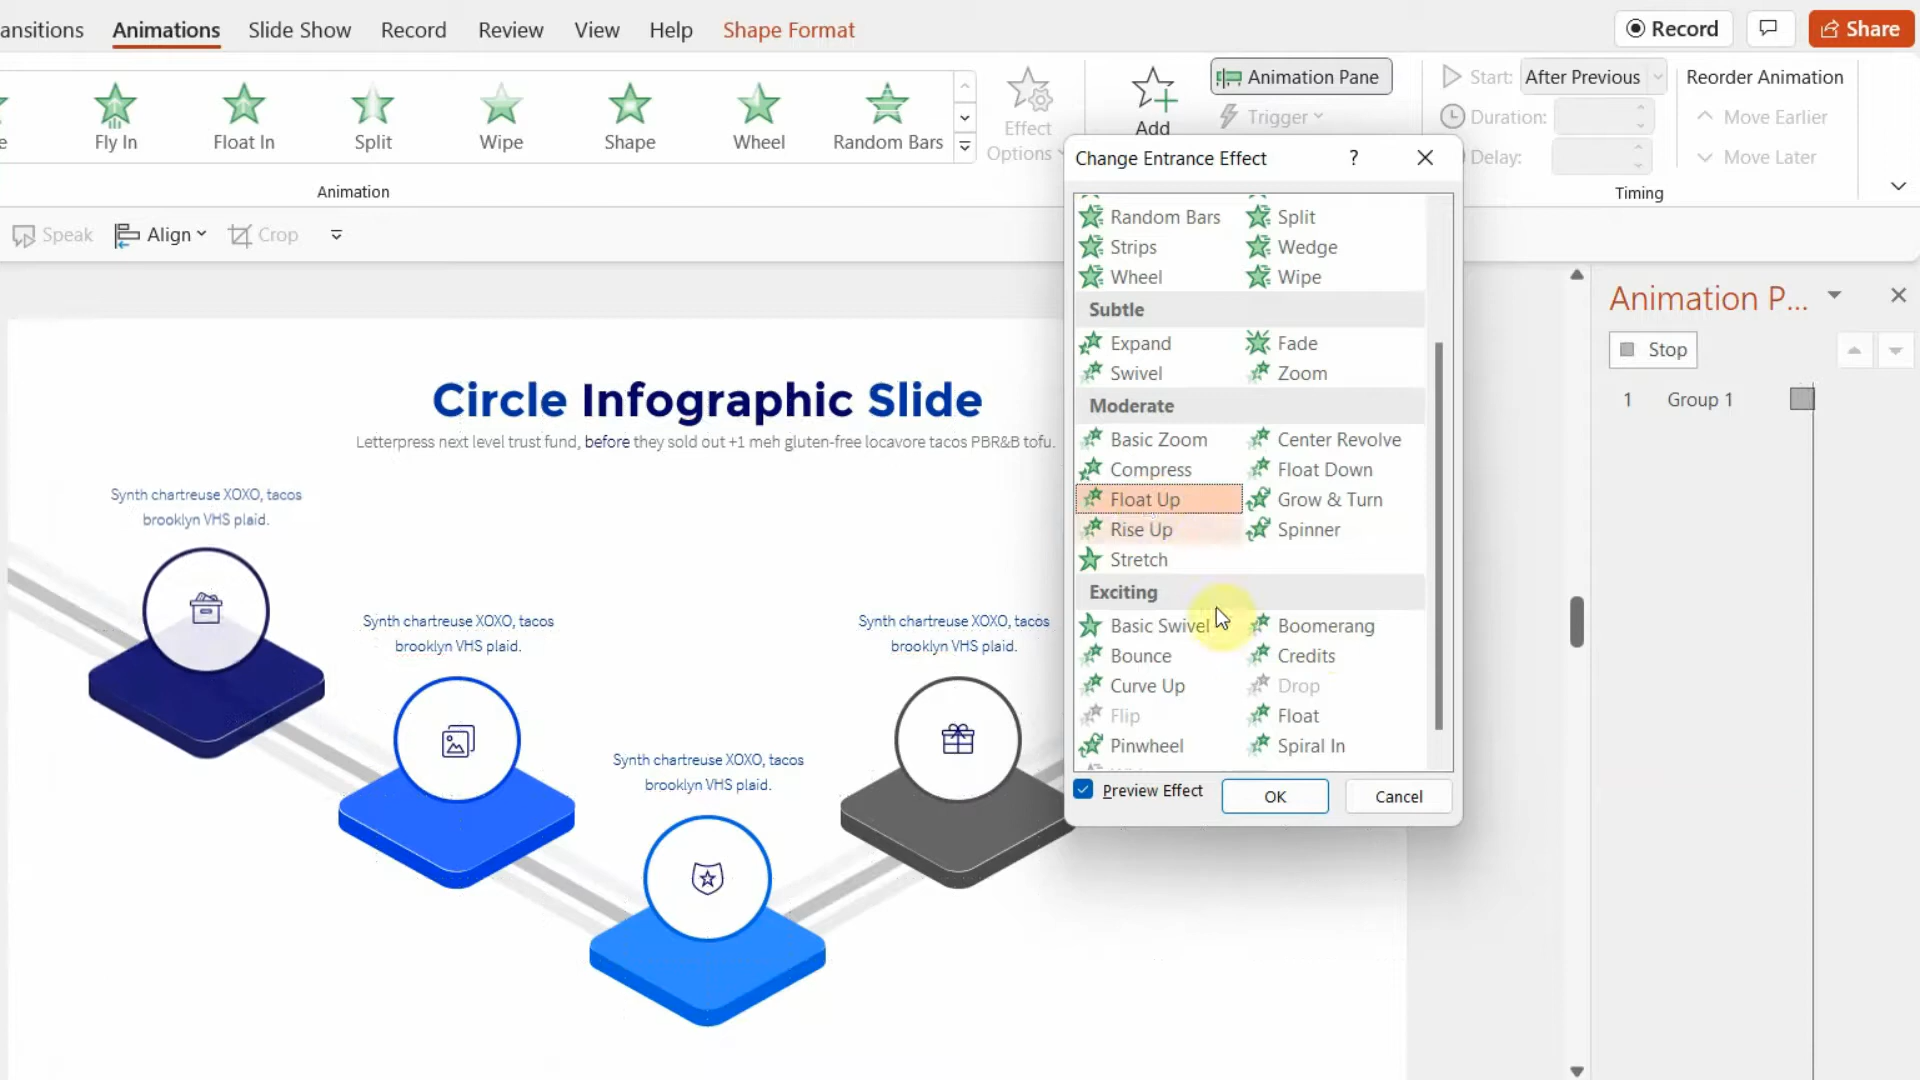 ansitions Animations Slide Show Record Review View Help Shape Format Record Share
Fly In Float In Split Wipe Shape Wheel Random Bars
Effect
Options
Add
Animation Pane
Trigger
Start: After Previous
Duration:
Delay:
Reorder Animation
Move Earlier
Move Later
Animation
Timing
Speak Align Crop
Change Entrance Effect ?
Random Bars Split
Strips Wedge
Wheel Wipe
Subtle
Expand Fade
Swivel Zoom
Moderate
Basic Zoom Center Revolve
Compress Float Down
Float Up Grow & Turn
Rise Up Spinner
Stretch
Exciting
Basic Swivel Boomerang
Bounce Credits
Curve Up Drop
Flip Float
Pinwheel Spiral In
Preview Effect OK Cancel
Animation P...
Stop
1 Group 1
Circle Infographic Slide
Letterpress next level trust fund, before they sold out +1 meh gluten-free locavore tacos PBR&B tofu.
Synth chartreuse XOXO, tacos
brooklyn VHS plaid.
Synth chartreuse XOXO, tacos
brooklyn VHS plaid.
Synth chartreuse XOXO, tacos
brooklyn VHS plaid.
Synth chartreuse XOXO, tacos
brooklyn VHS plaid.